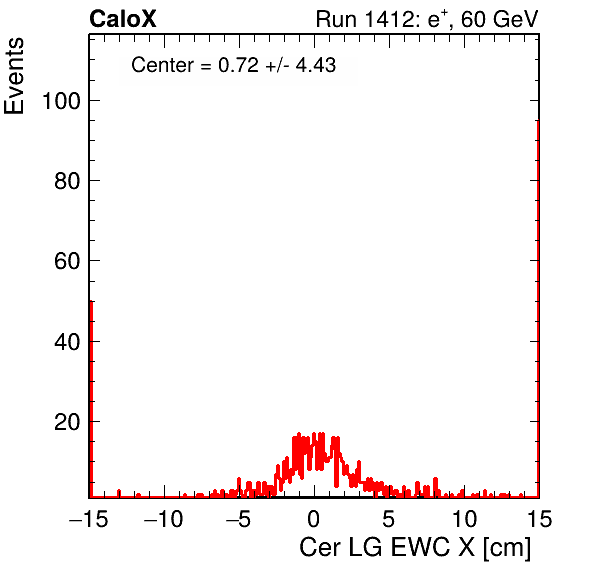 CaloX Run 1412: e+, 60 GeV
Center = 0.72 +/- 4.43
Events
100
80
60
40
20
−15 −10 −5 0 5 10 15
Cer LG EWC X [cm]